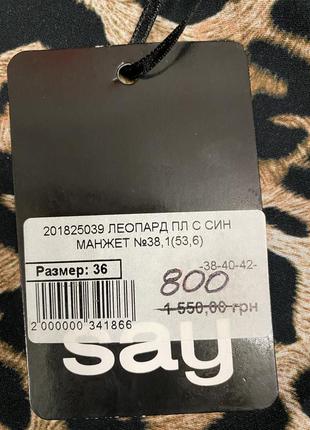 201825039 ЛЕОПАРД ПЛ С СИН
МАНЖЕТ №38,1(53,6)
Размер: 36
-38-40-42-
800
1 550,00 грн
2 000000 341866
say